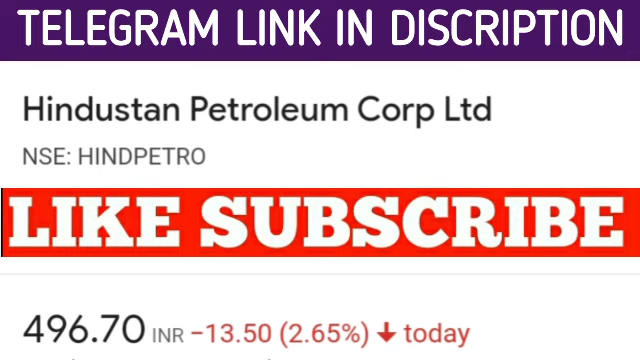 TELEGRAM LINK IN DISCRIPTION
Hindustan Petroleum Corp Ltd
NSE: HINDPETRO
LIKE SUBSCRIBE
496.70 INR −13.50 (2.65%) ↓ today